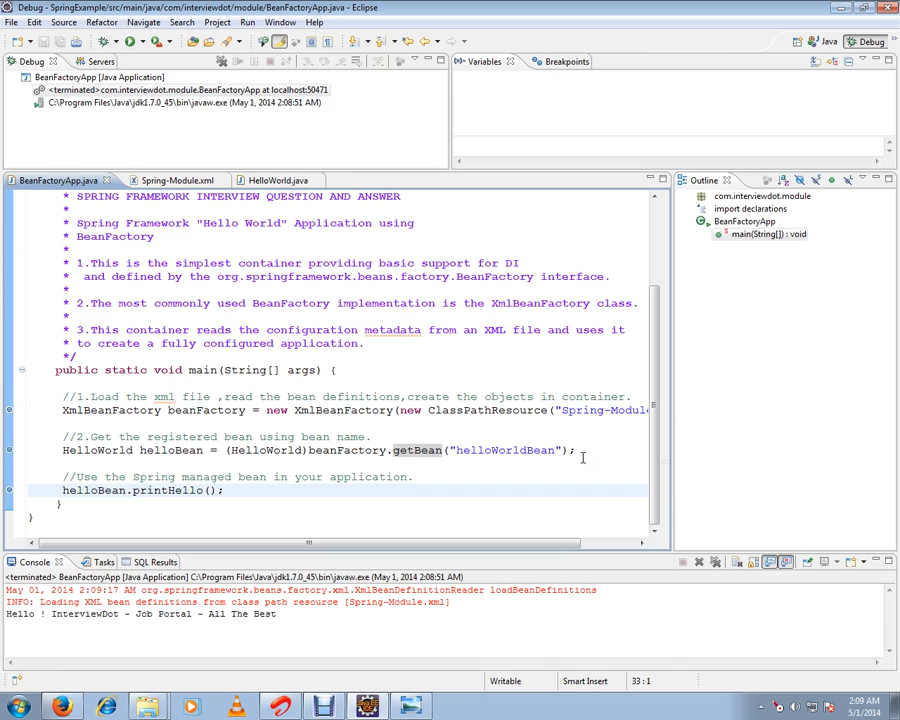 Debug - SpringExample/src/main/java/com/interviewdot/module/BeanFactoryApp.java - Eclipse
File Edit Source Refactor Navigate Search Project Run Window Help
Java Debug
Debug Servers
BeanFactoryApp [Java Application]
<terminated>com.interviewdot.module.BeanFactoryApp at localhost:50471
C:\Program Files\Java\jdk1.7.0_45\bin\javaw.exe (May 1, 2014 2:08:51 AM)
Variables Breakpoints
BeanFactoryApp.java Spring-Module.xml HelloWorld.java
* SPRING FRAMEWORK INTERVIEW QUESTION AND ANSWER
*
* Spring Framework "Hello World" Application using
* BeanFactory
*
* 1.This is the simplest container providing basic support for DI
*  and defined by the org.springframework.beans.factory.BeanFactory interface.
*
* 2.The most commonly used BeanFactory implementation is the XmlBeanFactory class.
*
* 3.This container reads the configuration metadata from an XML file and uses it
* to create a fully configured application.
*/
public static void main(String[] args) {
//1.Load the xml file ,read the bean definitions,create the objects in container.
XmlBeanFactory beanFactory = new XmlBeanFactory(new ClassPathResource("Spring-Module
//2.Get the registered bean using bean name.
HelloWorld helloBean = (HelloWorld)beanFactory.getBean("helloWorldBean");
//Use the Spring managed bean in your application.
helloBean.printHello();
}
}
Outline
com.interviewdot.module
import declarations
BeanFactoryApp
main(String[]) : void
Console Tasks SQL Results
<terminated> BeanFactoryApp [Java Application] C:\Program Files\Java\jdk1.7.0_45\bin\javaw.exe (May 1, 2014 2:08:51 AM)
May 01, 2014 2:09:17 AM org.springframework.beans.factory.xml.XmlBeanDefinitionReader loadBeanDefinitions
INFO: Loading XML bean definitions from class path resource [Spring-Module.xml]
Hello ! InterviewDot - Job Portal - All The Best
Writable Smart Insert 33 : 1
2:09 AM
5/1/2014